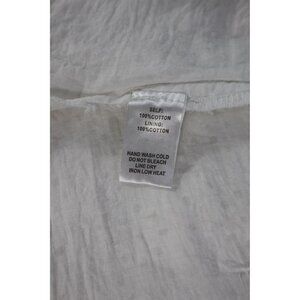 SELF:
100%COTTON
LINING:
100%COTTON
HAND WASH COLD
DO NOT BLEACH
LINE DRY
IRON LOW HEAT